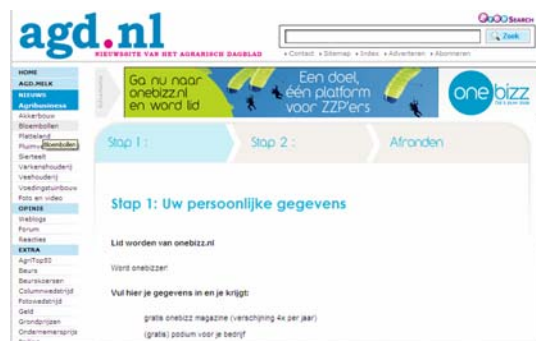 agd.nl
NIEUWSSITE VAN HET AGRARISCH DAGBLAD
SEARCH
Zoek
• Contact • Sitemap • Index • Adverteren • Abonneren
HOME
AGD.MELK
NIEUWS
Agribusiness
Akkerbouw
Bloembollen
Platteland
Bloembollen
Sierteelt
Varkenshouderij
Veehouderij
Voedingstuinbouw
Foto en video
OPINIE
Weblogs
Forum
Reacties
EXTRA
AgriTop50
Beurs
Beurskoersen
Columnwedstrijd
Fotowedstrijd
Geld
Grondprijzen
Ondernemersprijs
Ga nu naar
onebizz.nl
en word lid
Een doel,
één platform
voor ZZP'ers
one bizz
Stap 1 :
Stap 2 :
Afronden
Stap 1: Uw persoonlijke gegevens
Lid worden van onebizz.nl
Word onebizzer:
Vul hier je gegevens in en je krijgt:
gratis onebizz magazine (verschijning 4x per jaar)
(gratis) podium voor je bedrijf